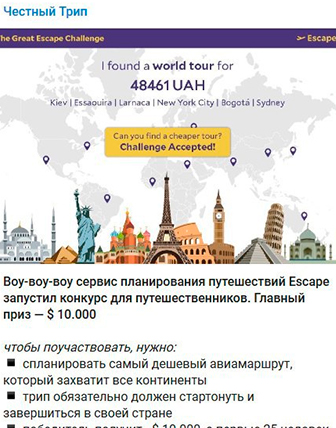 Честный Трип
The Great Escape Challenge
Escape
I found a world tour for
48461 UAH
Kiev | Essaouira | Larnaca | New York City | Bogotá | Sydney
Can you find a cheaper tour?
Challenge Accepted!
Воу-воу-воу сервис планирования путешествий Escape
запустил конкурс для путешественников. Главный
приз — $ 10.000
чтобы поучаствовать, нужно:
▪ спланировать самый дешевый авиамаршрут,
который захватит все континенты
▪ трип обязательно должен стартонуть и
завершиться в своей стране